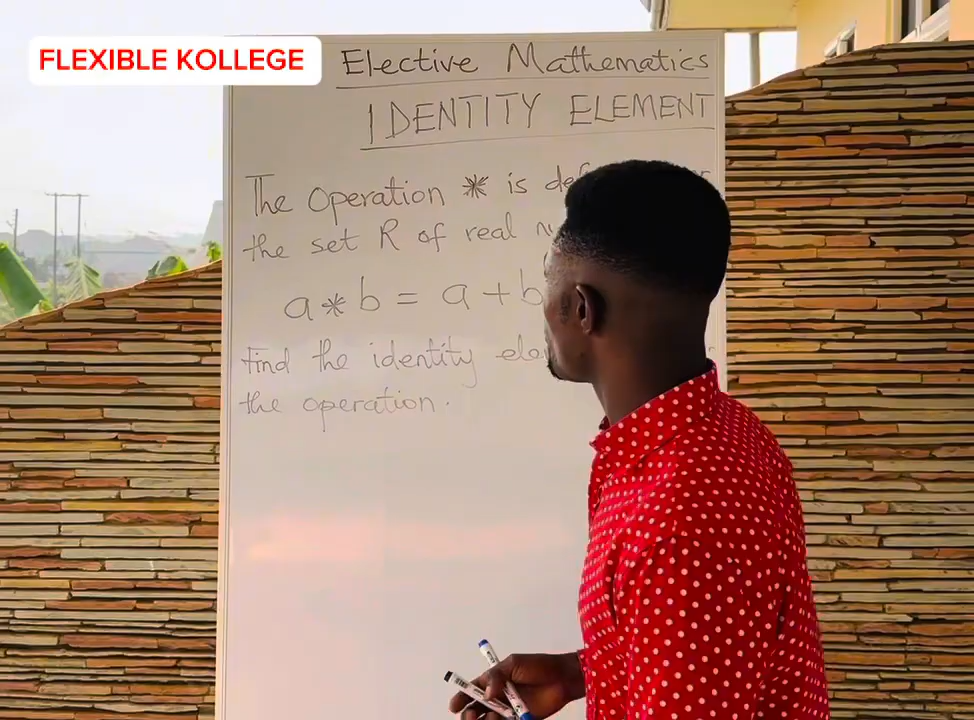 FLEXIBLE KOLLEGE
Elective Mathematics
IDENTITY ELEMENT
The Operation * is
the set R of real
a * b = a + b
Find the identity
the operation.